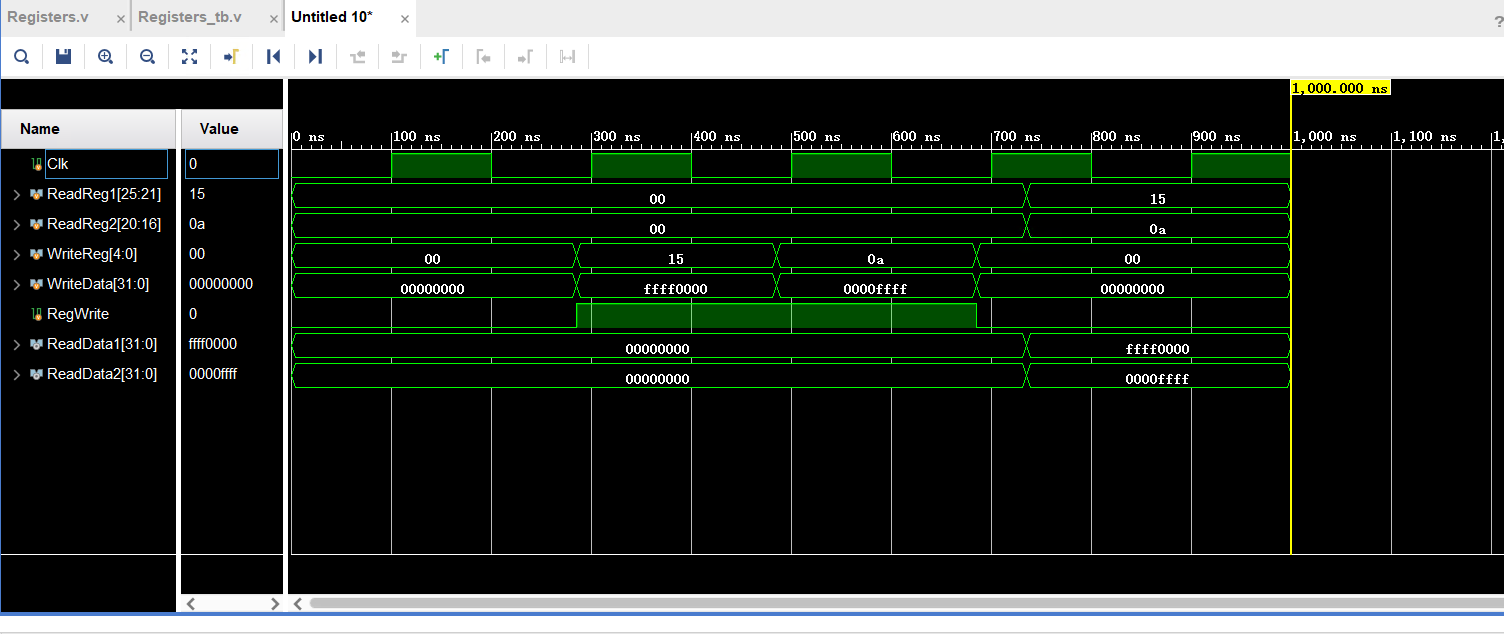 Registers.v × Registers_tb.v × Untitled 10* × ?
1,000.000 ns
Name Value
0 ns 100 ns 200 ns 300 ns 400 ns 500 ns 600 ns 700 ns 800 ns 900 ns 1,000 ns 1,100 ns
Clk 0
ReadReg1[25:21] 15 00 15
ReadReg2[20:16] 0a 00 0a
WriteReg[4:0] 00 00 15 0a 00
WriteData[31:0] 00000000 00000000 ffff0000 0000ffff 00000000
RegWrite 0
ReadData1[31:0] ffff0000 00000000 ffff0000
ReadData2[31:0] 0000ffff 00000000 0000ffff